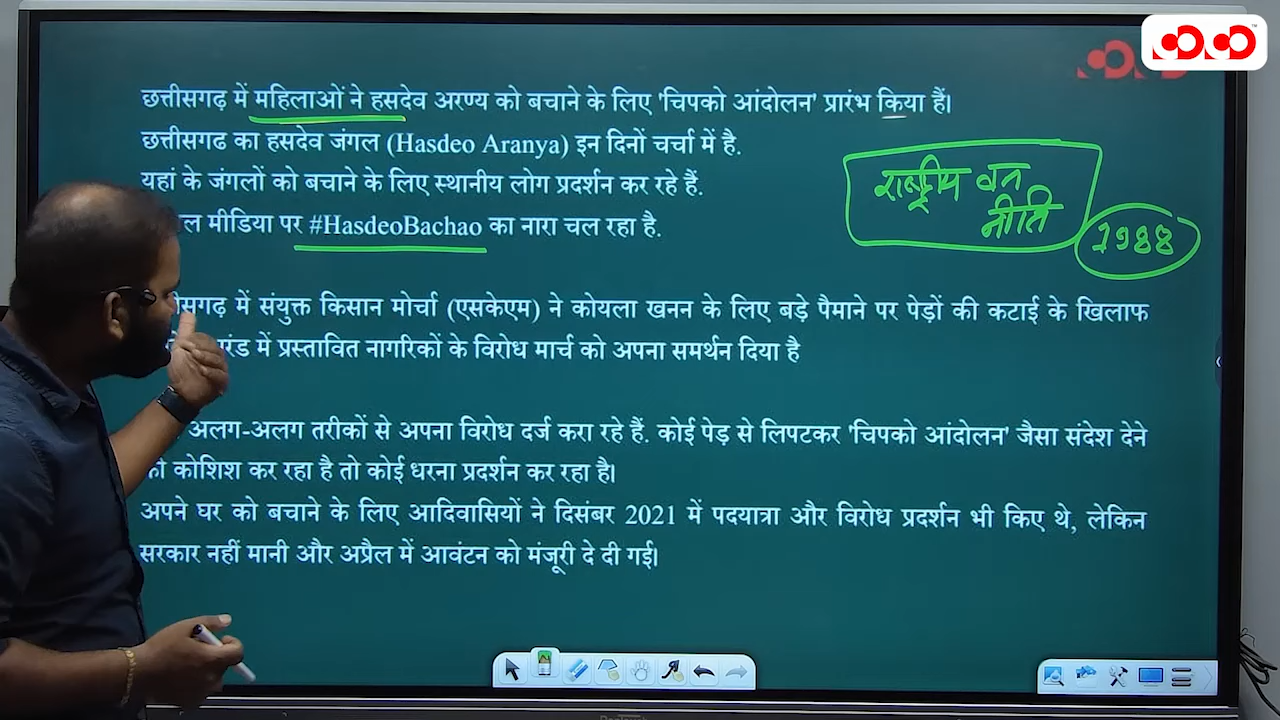 छत्तीसगढ़ में महिलाओं ने हसदेव अरण्य को बचाने के लिए 'चिपको आंदोलन' प्रारंभ किया हैं।
छत्तीसगढ का हसदेव जंगल (Hasdeo Aranya) इन दिनों चर्चा में है.
यहां के जंगलों को बचाने के लिए स्थानीय लोग प्रदर्शन कर रहे हैं.
मीडिया पर #HasdeoBachao का नारा चल रहा है.
राष्ट्रीय वन
नीति
1988
में संयुक्त किसान मोर्चा (एसकेएम) ने कोयला खनन के लिए बड़े पैमाने पर पेड़ों की कटाई के खिलाफ
में प्रस्तावित नागरिकों के विरोध मार्च को अपना समर्थन दिया है
अलग-अलग तरीकों से अपना विरोध दर्ज करा रहे हैं. कोई पेड़ से लिपटकर 'चिपको आंदोलन' जैसा संदेश देने
की कोशिश कर रहा है तो कोई धरना प्रदर्शन कर रहा है।
अपने घर को बचाने के लिए आदिवासियों ने दिसंबर 2021 में पदयात्रा और विरोध प्रदर्शन भी किए थे, लेकिन
सरकार नहीं मानी और अप्रैल में आवंटन को मंजूरी दे दी गई।